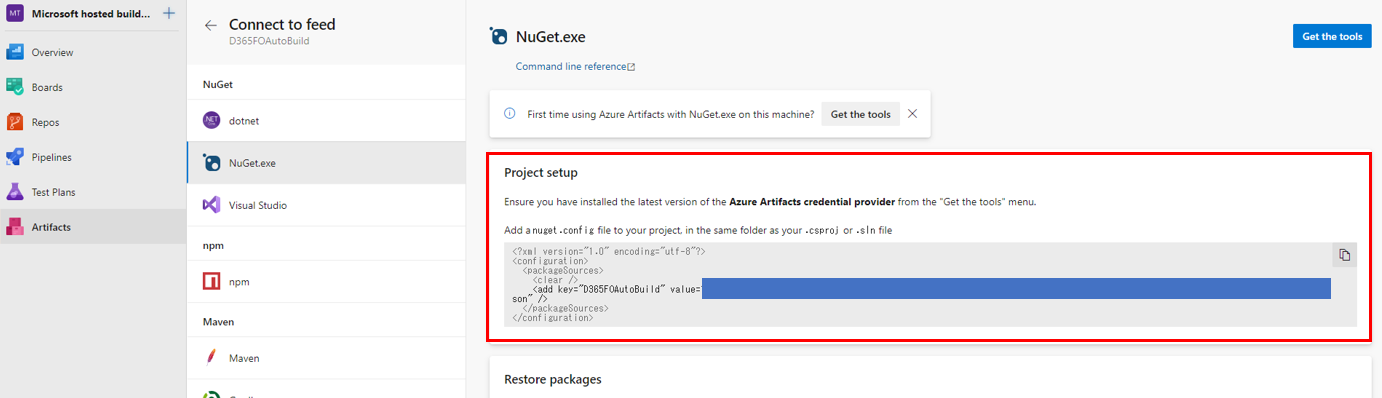 MT
Microsoft hosted build...
Overview
Boards
Repos
Pipelines
Test Plans
Artifacts
Connect to feed
D365FOAutoBuild
NuGet
dotnet
NuGet.exe
Visual Studio
npm
npm
Maven
Maven
NuGet.exe
Get the tools
Command line reference
First time using Azure Artifacts with NuGet.exe on this machine?
Get the tools
Project setup
Ensure you have installed the latest version of the Azure Artifacts credential provider from the "Get the tools" menu.
Add a nuget.config file to your project, in the same folder as your .csproj or .sln file
<?xml version="1.0" encoding="utf-8"?>
<configuration>
<packageSources>
<clear />
<add key="D365FOAutoBuild" value="
son" />
</packageSources>
</configuration>
Restore packages